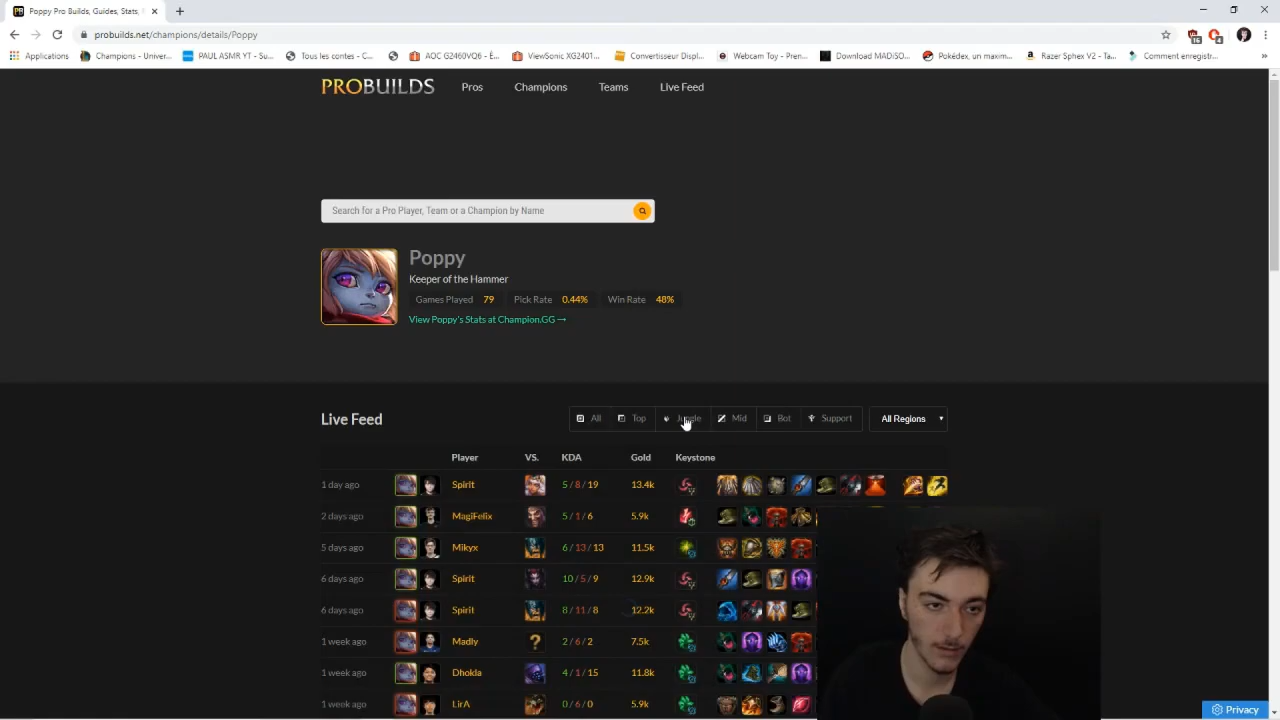 Poppy Pro Builds, Guides, Stats,
probuilds.net/champions/details/Poppy
16
4
Applications
Champions - Univer...
PAUL ASMR YT - Su...
Tous les contes - C...
AOC G2460VQ6 - E...
ViewSonic XG2401...
Convertisseur Displ...
Webcam Toy - Pren...
Download MADiSO...
Pokédex, un maxim...
Razer Sphex V2 - Ta...
Comment enregistr...
PROBUILDS
Pros
Champions
Teams
Live Feed
Search for a Pro Player, Team or a Champion by Name
Poppy
Keeper of the Hammer
Games Played 79 Pick Rate 0.44% Win Rate 48%
View Poppy's Stats at Champion.GG →
Live Feed
All
Top
Jungle
Mid
Bot
Support
All Regions
Player VS. KDA Gold Keystone
1 day ago Spirit 5 / 8 / 19 13.4k
2 days ago MagiFelix 5 / 1 / 6 5.9k
5 days ago Mikyx 6 / 13 / 13 11.5k
6 days ago Spirit 10 / 5 / 9 12.9k
6 days ago Spirit 8 / 11 / 8 12.2k
1 week ago Madly ? 2 / 6 / 2 7.5k
1 week ago Dhokla 4 / 1 / 15 11.8k
1 week ago LirA 0 / 6 / 0 5.9k
Privacy